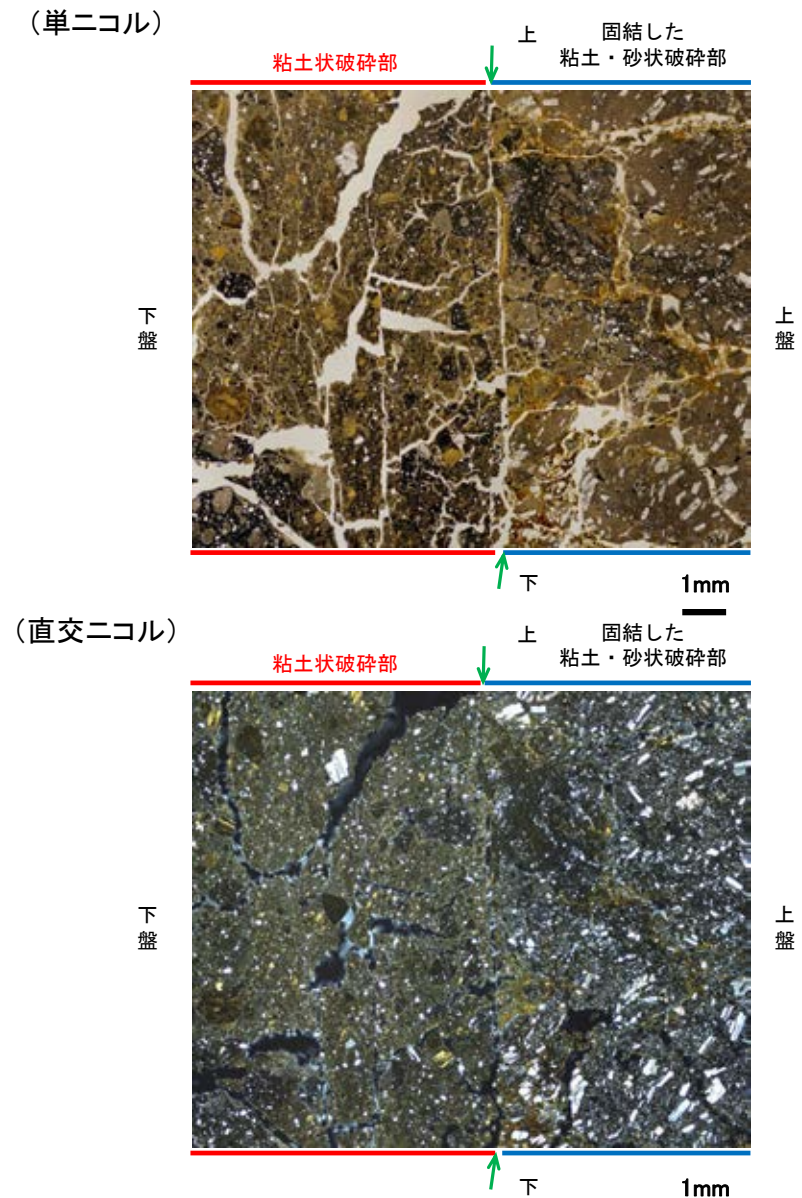 （単ニコル）
粘土状破砕部
上
固結した
粘土・砂状破砕部
下
盤
上
盤
下
1mm
（直交ニコル）
粘土状破砕部
上
固結した
粘土・砂状破砕部
下
盤
上
盤
下
1mm